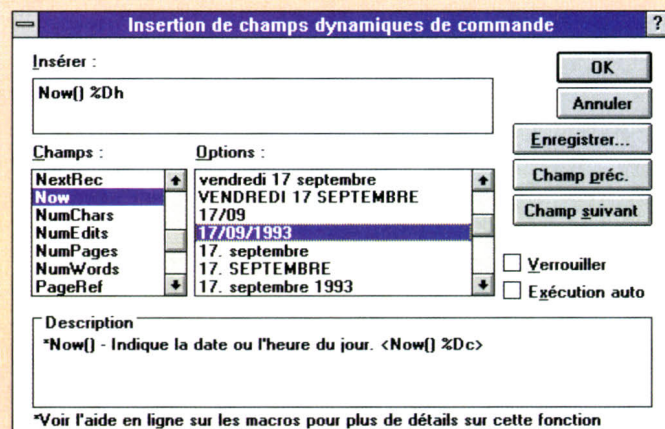 Insertion de champs dynamiques de commande
?
Insérer :
Now() %Dh
OK
Annuler
Enregistrer...
Champ préc.
Champ suivant
Champs :
NextRec
Now
NumChars
NumEdits
NumPages
NumWords
PageRef
Options :
vendredi 17 septembre
VENDREDI 17 SEPTEMBRE
17/09
17/09/1993
17. septembre
17. SEPTEMBRE
17. septembre 1993
Verrouiller
Exécution auto
Description
*Now() - Indique la date ou l'heure du jour. <Now() %Dc>
*Voir l'aide en ligne sur les macros pour plus de détails sur cette fonction